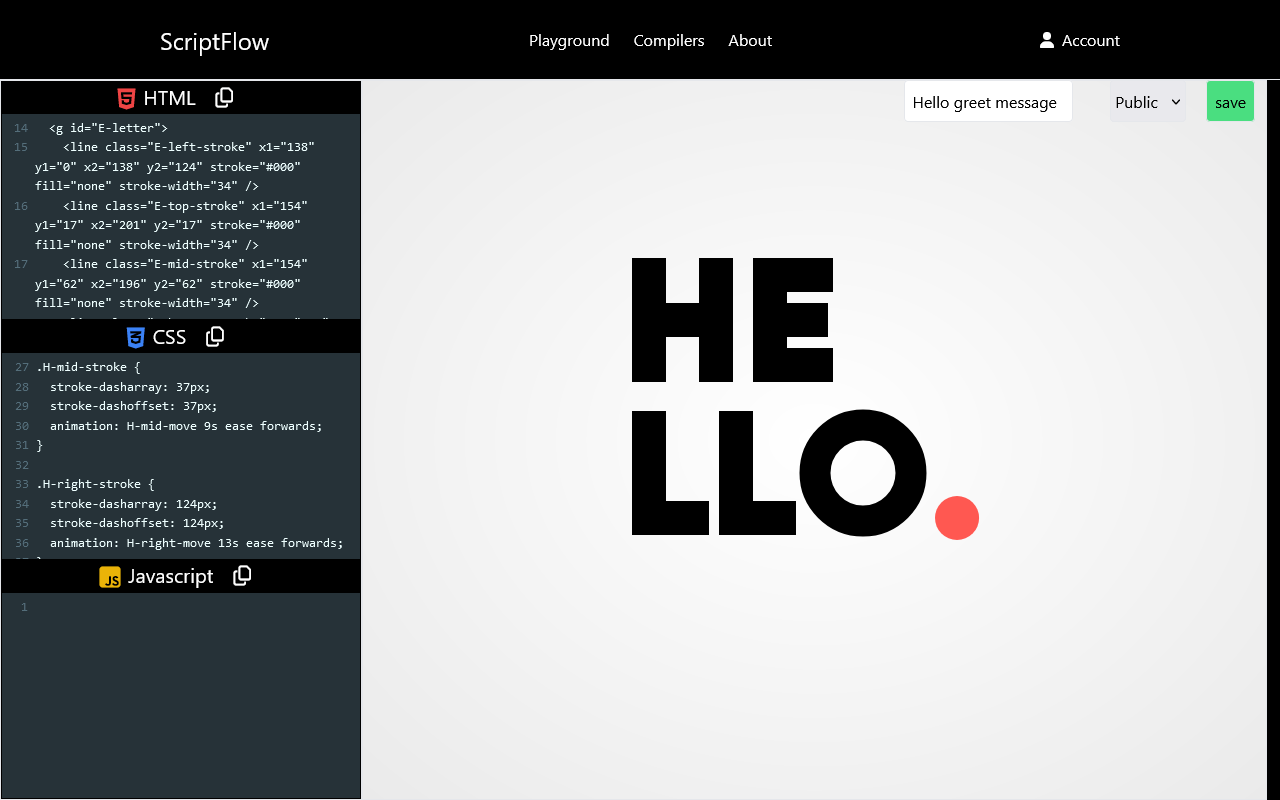 ScriptFlow
Playground Compilers About
Account
HTML
14 <g id="E-letter">
15 <line class="E-left-stroke" x1="138"
y1="0" x2="138" y2="124" stroke="#000"
fill="none" stroke-width="34" />
16 <line class="E-top-stroke" x1="154"
y1="17" x2="201" y2="17" stroke="#000"
fill="none" stroke-width="34" />
17 <line class="E-mid-stroke" x1="154"
y1="62" x2="196" y2="62" stroke="#000"
fill="none" stroke-width="34" />
CSS
27 .H-mid-stroke {
28 stroke-dasharray: 37px;
29 stroke-dashoffset: 37px;
30 animation: H-mid-move 9s ease forwards;
31 }
32
33 .H-right-stroke {
34 stroke-dasharray: 124px;
35 stroke-dashoffset: 124px;
36 animation: H-right-move 13s ease forwards;
JS Javascript
1
Hello greet message
Public
save
HE
LLO.